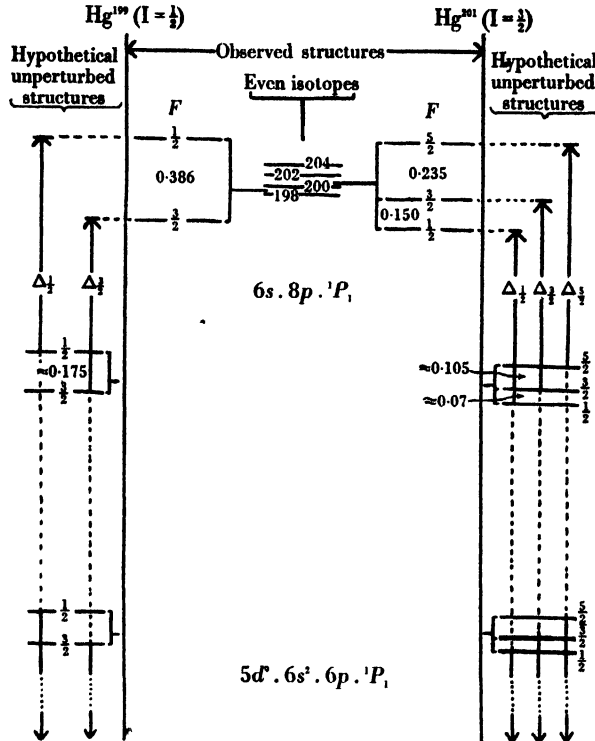 Hg¹⁹⁹ (I = ½)
Hg²⁰¹ (I = 3/2)
Hypothetical
unperturbed
structures
Observed structures
Even isotopes
Hypothetical
unperturbed
structures
F
F
1/2
0·386
3/2
204
202
200
198
5/2
0·235
3/2
0·150
1/2
Δ1/2
Δ3/2
6s . 8p . ¹P₁
Δ1/2
Δ3/2
Δ5/2
1/2
≈0·175
3/2
≈0·105
≈0·07
5/2
3/2
1/2
1/2
3/2
5/2
3/2
1/2
5d⁹ . 6s² . 6p . ¹P₁